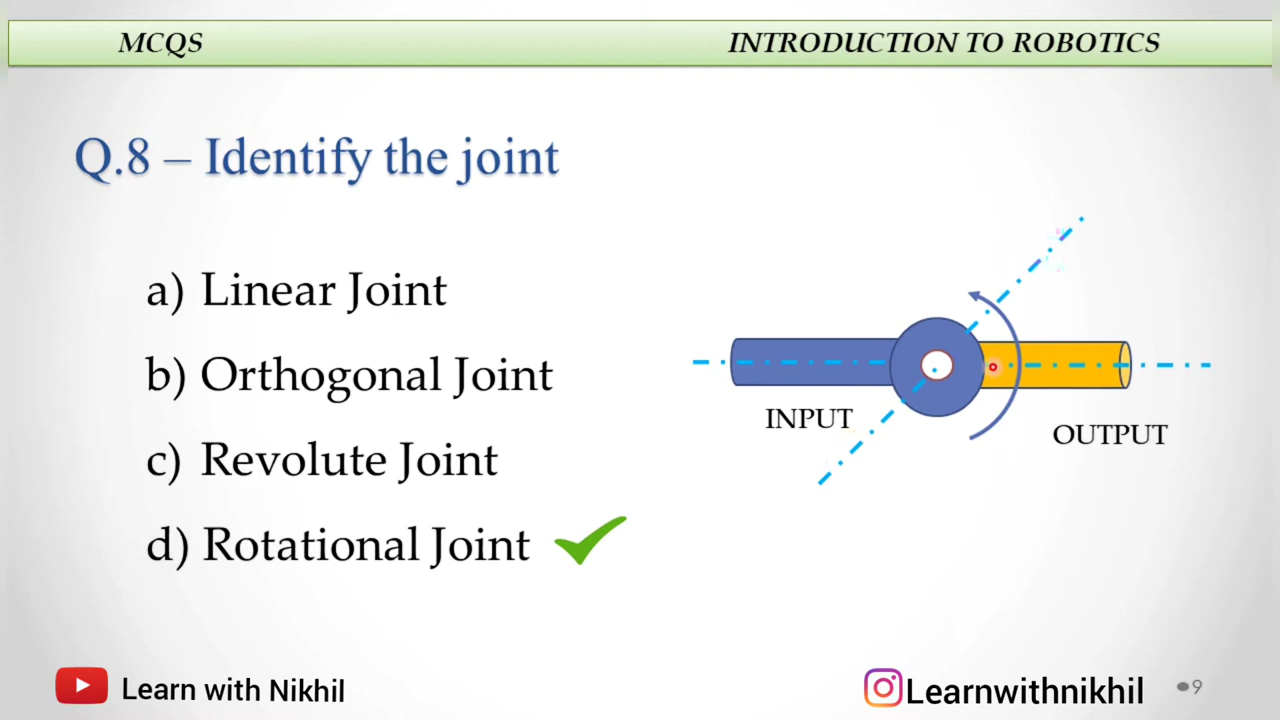 MCQS
INTRODUCTION TO ROBOTICS
Q.8 – Identify the joint
a) Linear Joint
b) Orthogonal Joint
c) Revolute Joint
d) Rotational Joint
INPUT
OUTPUT
Learn with Nikhil
Learnwithnikhil
9